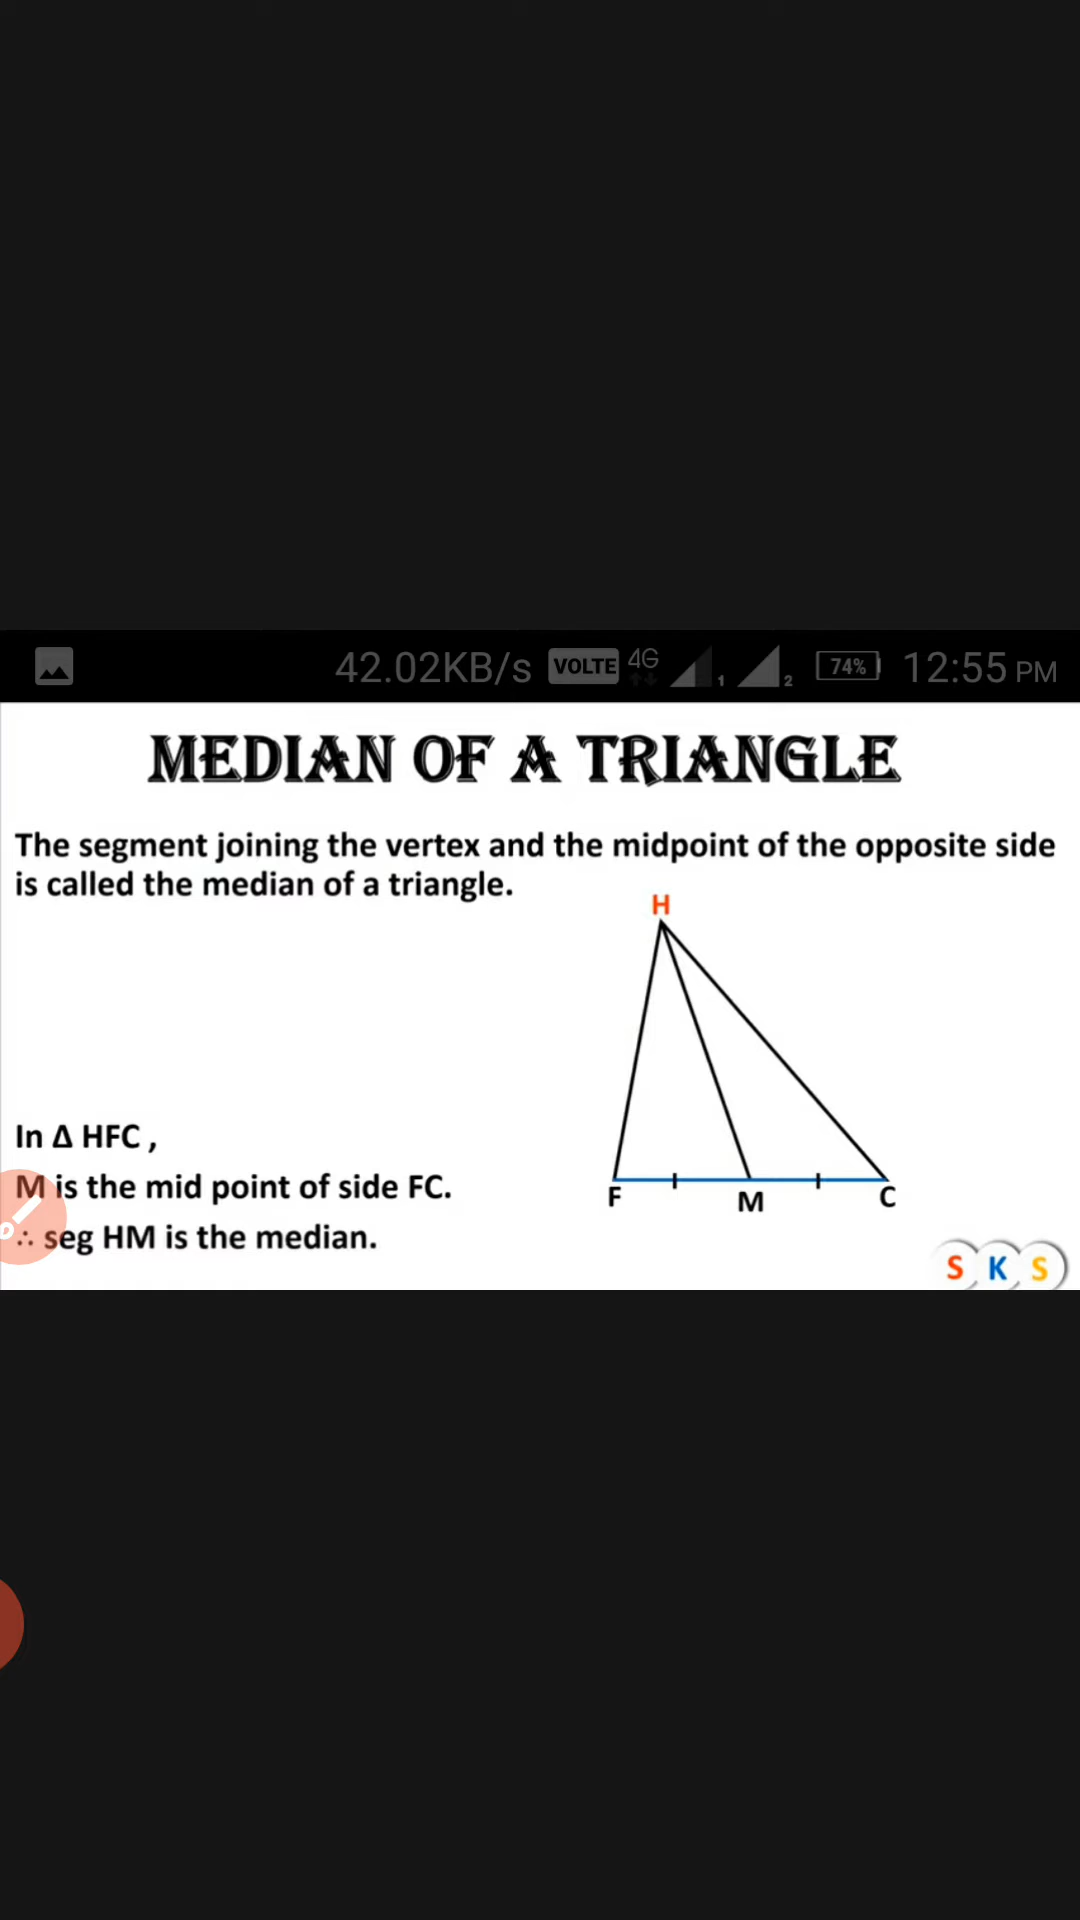 42.02KB/s VOLTE 4G 1 2 74% 12:55 PM
MEDIAN OF A TRIANGLE
The segment joining the vertex and the midpoint of the opposite side
is called the median of a triangle.
H
In Δ HFC ,
M is the mid point of side FC.
F M C
∴ seg HM is the median.
S K S